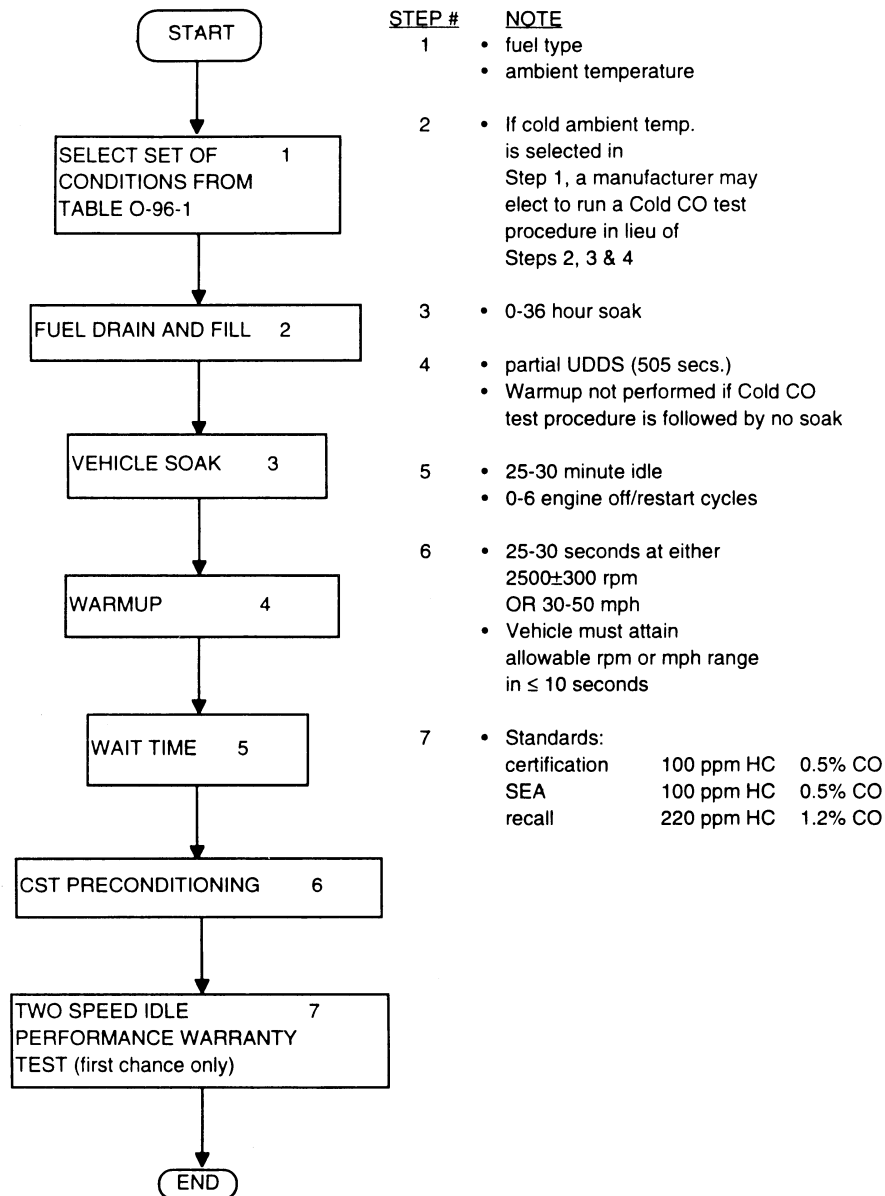 START
SELECT SET OF 1
CONDITIONS FROM
TABLE O-96-1
FUEL DRAIN AND FILL 2
VEHICLE SOAK 3
WARMUP 4
WAIT TIME 5
CST PRECONDITIONING 6
TWO SPEED IDLE 7
PERFORMANCE WARRANTY
TEST (first chance only)
END
STEP # NOTE
1 • fuel type
• ambient temperature
2 • If cold ambient temp.
is selected in
Step 1, a manufacturer may
elect to run a Cold CO test
procedure in lieu of
Steps 2, 3 & 4
3 • 0-36 hour soak
4 • partial UDDS (505 secs.)
• Warmup not performed if Cold CO
test procedure is followed by no soak
5 • 25-30 minute idle
• 0-6 engine off/restart cycles
6 • 25-30 seconds at either
2500±300 rpm
OR 30-50 mph
• Vehicle must attain
allowable rpm or mph range
in ≤ 10 seconds
7 • Standards:
certification 100 ppm HC 0.5% CO
SEA 100 ppm HC 0.5% CO
recall 220 ppm HC 1.2% CO